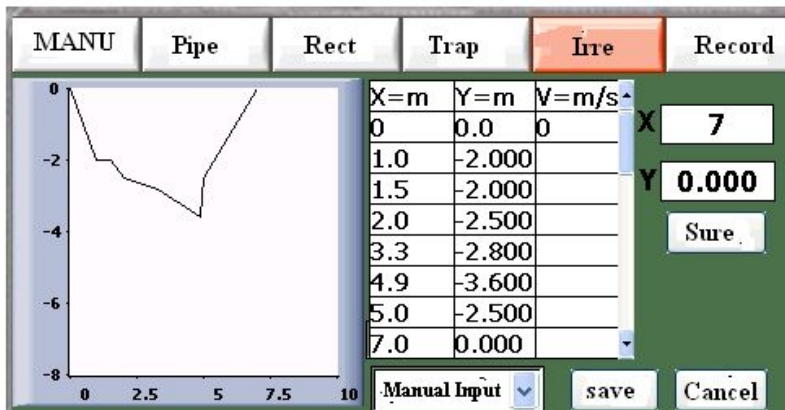 MANU Pipe Rect Trap Irre Record
0
-2
-4
-6
-8
0 2.5 5 7.5 10
X=m Y=m V=m/s
0 0.0 0
1.0 -2.000
1.5 -2.000
2.0 -2.500
3.3 -2.800
4.9 -3.600
5.0 -2.500
7.0 0.000
X 7
Y 0.000
Sure
Manual Input save Cancel